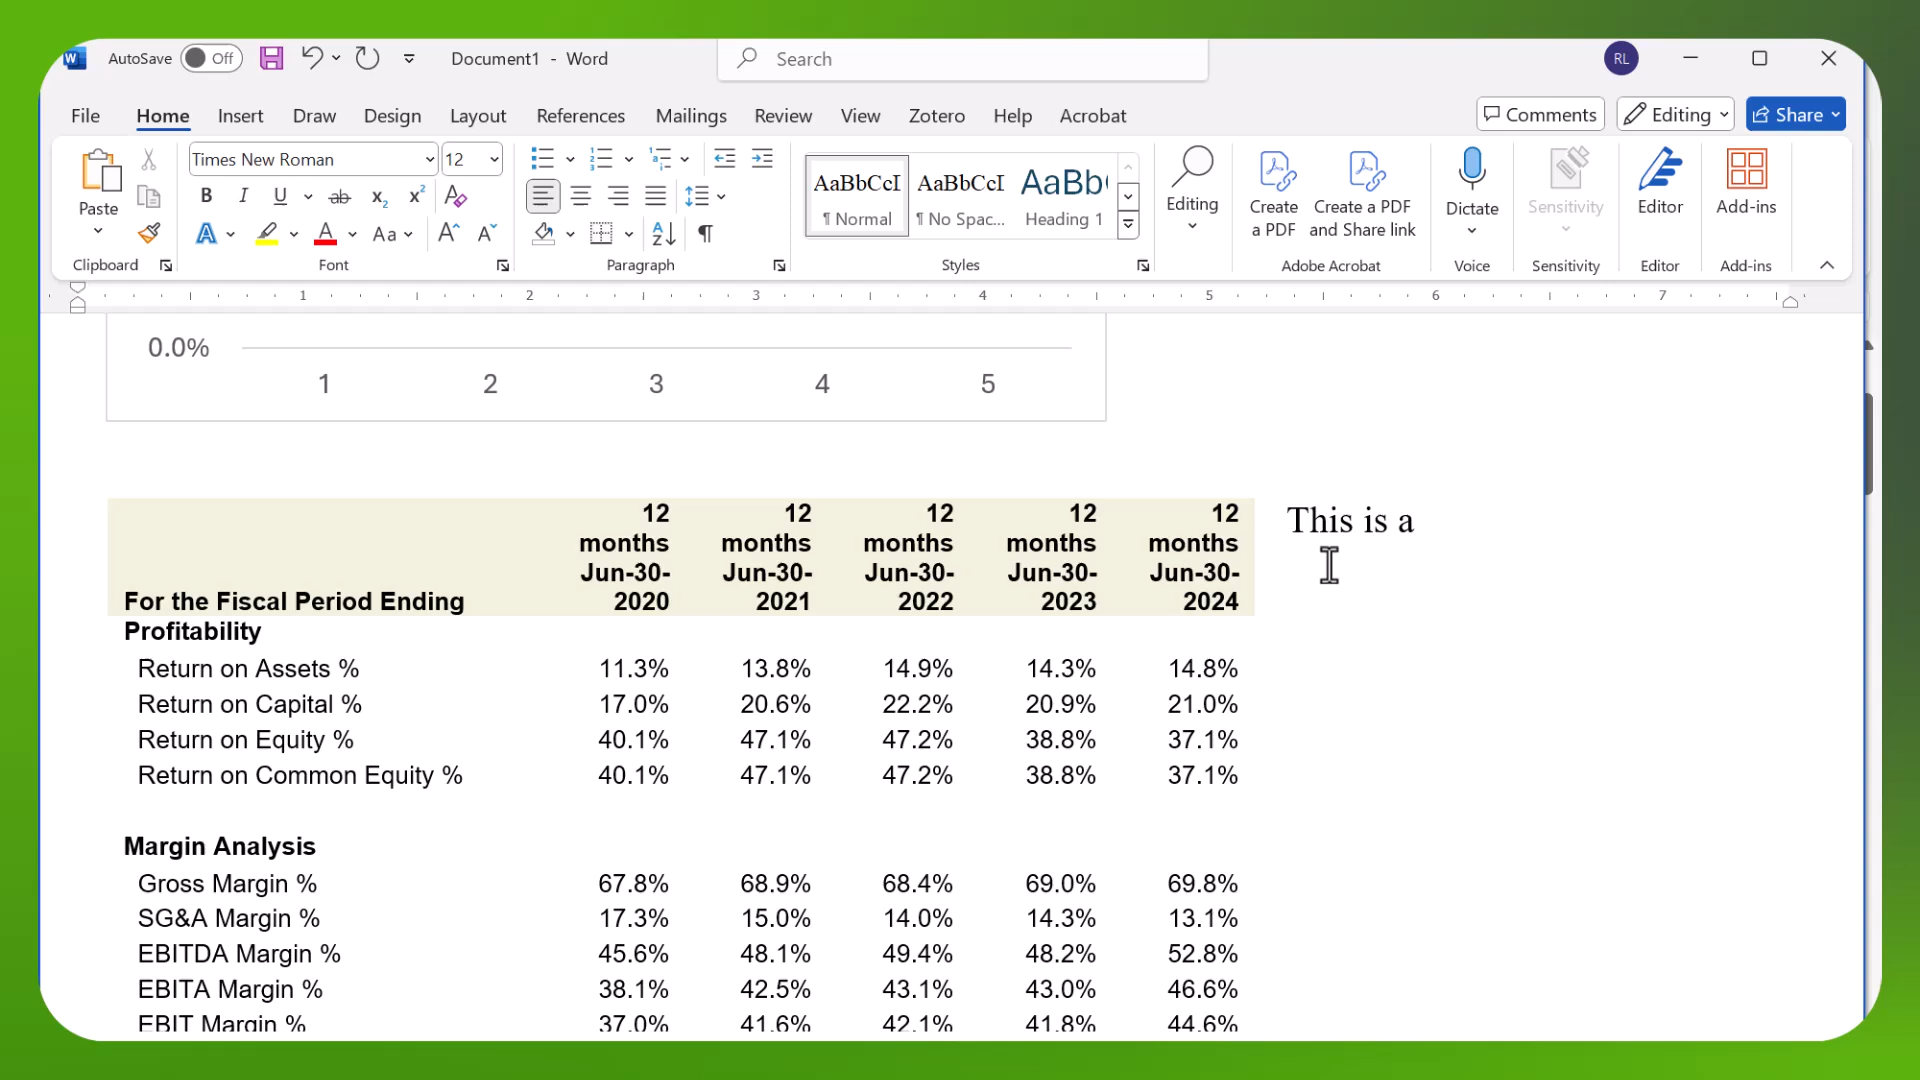 AutoSave Off Document1 - Word Search RL
File Home Insert Draw Design Layout References Mailings Review View Zotero Help Acrobat Comments Editing Share
Paste
Clipboard
Times New Roman 12
B I U ab x₂ x² A
A A Aa A A
Font
Paragraph
AaBbCcI AaBbCcI AaBb(
¶ Normal ¶ No Spac... Heading 1
Styles
Editing
Create a PDF
Create a PDF and Share link
Adobe Acrobat
Dictate
Voice
Sensitivity
Sensitivity
Editor
Editor
Add-ins
Add-ins
1 2 3 4 5 6 7
0.0%
1 2 3 4 5
12 12 12 12 12
months months months months months
Jun-30- Jun-30- Jun-30- Jun-30- Jun-30-
For the Fiscal Period Ending 2020 2021 2022 2023 2024
This is a
Profitability
Return on Assets % 11.3% 13.8% 14.9% 14.3% 14.8%
Return on Capital % 17.0% 20.6% 22.2% 20.9% 21.0%
Return on Equity % 40.1% 47.1% 47.2% 38.8% 37.1%
Return on Common Equity % 40.1% 47.1% 47.2% 38.8% 37.1%
Margin Analysis
Gross Margin % 67.8% 68.9% 68.4% 69.0% 69.8%
SG&A Margin % 17.3% 15.0% 14.0% 14.3% 13.1%
EBITDA Margin % 45.6% 48.1% 49.4% 48.2% 52.8%
EBITA Margin % 38.1% 42.5% 43.1% 43.0% 46.6%
EBIT Margin % 37.0% 41.6% 42.1% 41.8% 44.6%